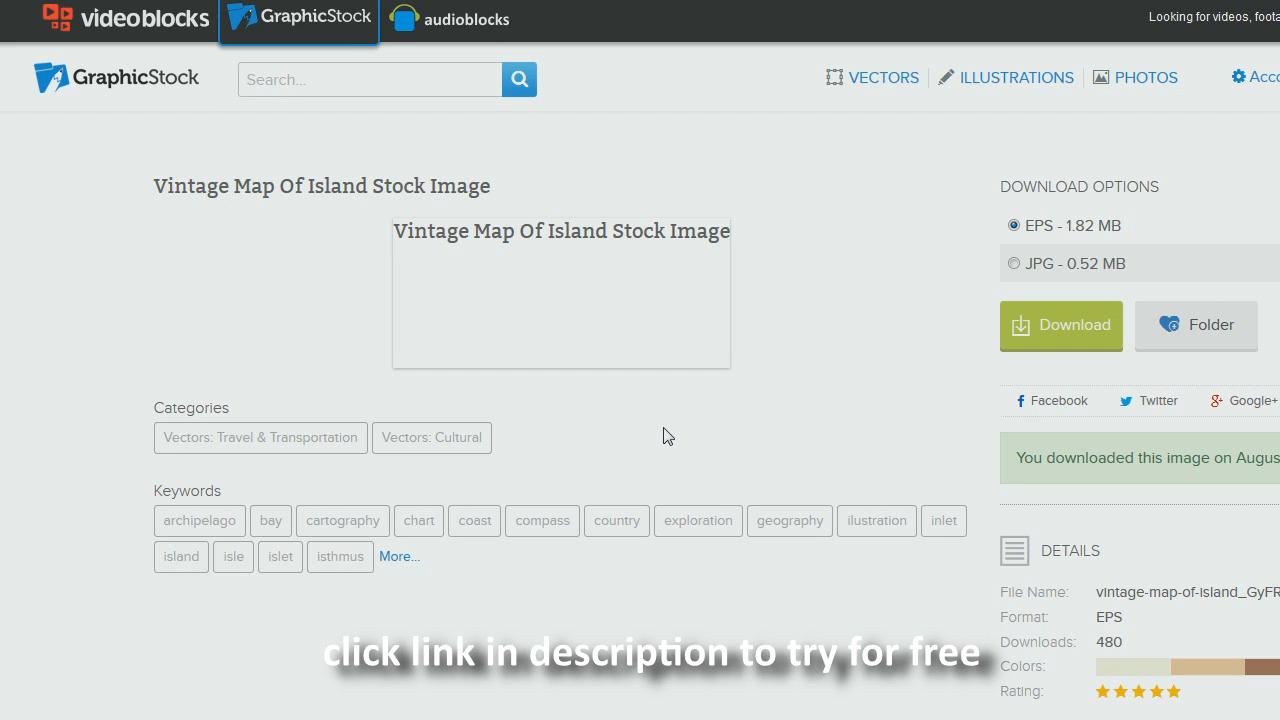 videoblocks GraphicStock audioblocks Looking for videos, foota
GraphicStock Search... VECTORS ILLUSTRATIONS PHOTOS Acco
Vintage Map Of Island Stock Image
Vintage Map Of Island Stock Image
DOWNLOAD OPTIONS
EPS - 1.82 MB
JPG - 0.52 MB
Download Folder
Facebook Twitter Google+
You downloaded this image on Augus
Categories
Vectors: Travel & Transportation Vectors: Cultural
Keywords
archipelago bay cartography chart coast compass country exploration geography ilustration inlet
island isle islet isthmus More...
DETAILS
File Name: vintage-map-of-island_GyFR
Format: EPS
Downloads: 480
Colors:
Rating:
click link in description to try for free